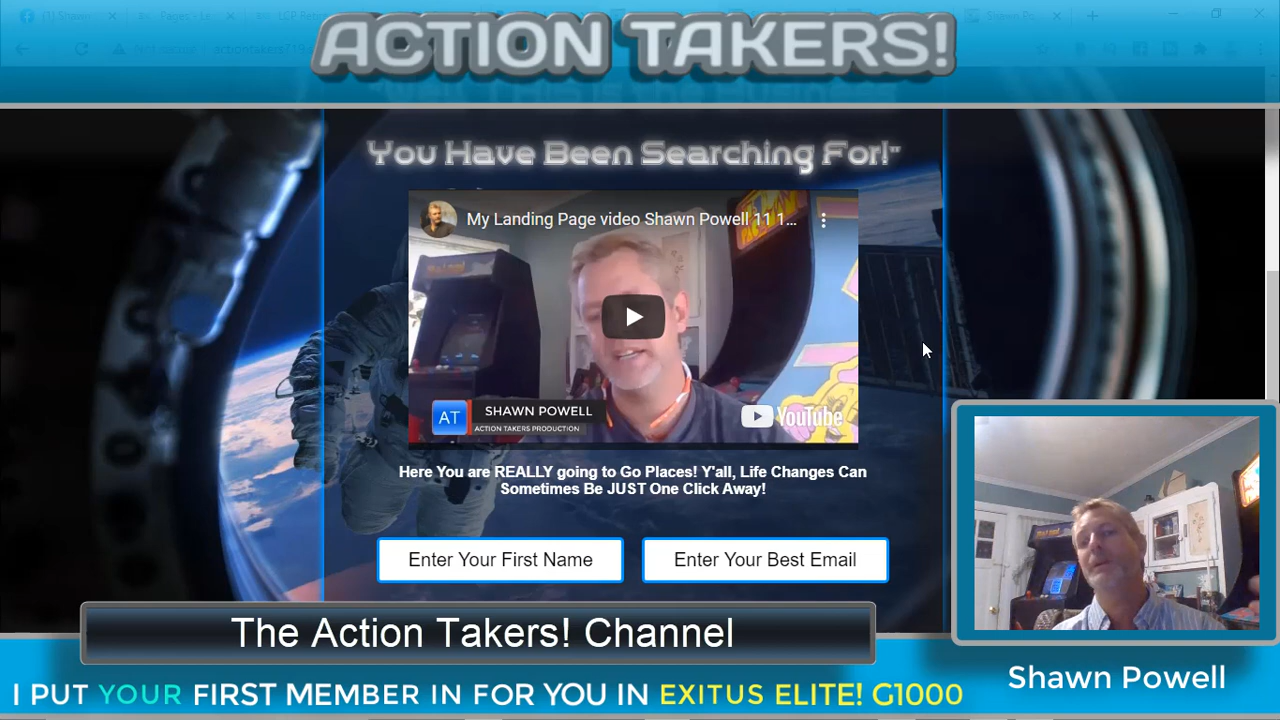 ACTION TAKERS!
You Have Been Searching For!"
My Landing Page video Shawn Powell 11 1...
AT
SHAWN POWELL
ACTION TAKERS PRODUCTION
YouTube
Here You are REALLY going to Go Places! Y'all, Life Changes Can
Sometimes Be JUST One Click Away!
Enter Your First Name
Enter Your Best Email
The Action Takers! Channel
Shawn Powell
I PUT YOUR FIRST MEMBER IN FOR YOU IN EXITUS ELITE! G1000